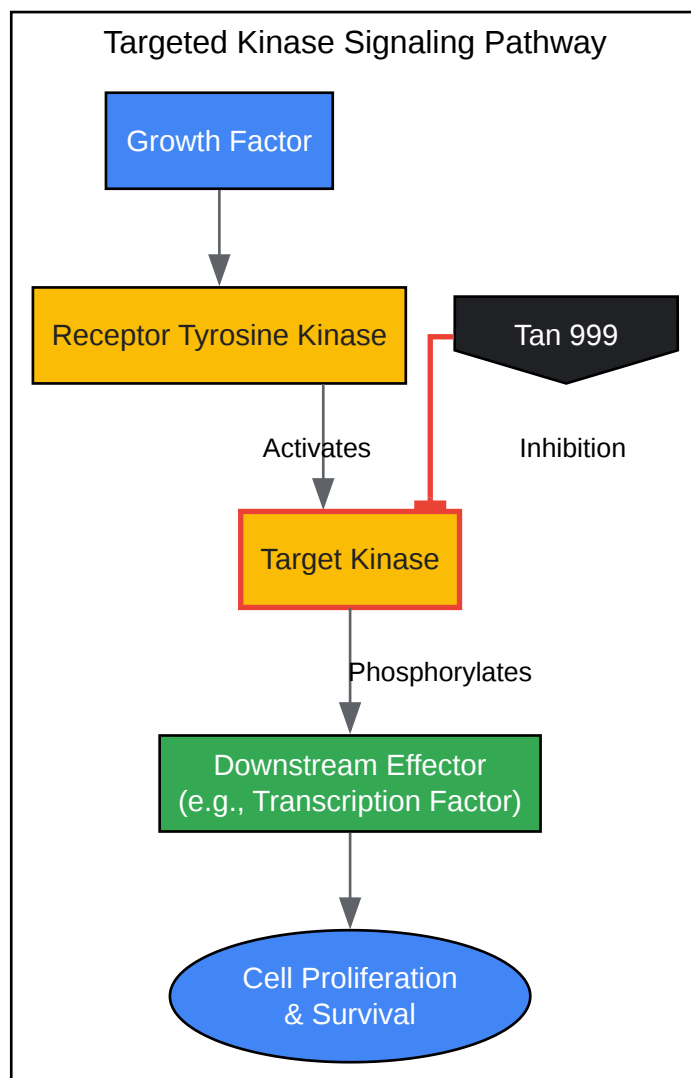 Targeted Kinase Signaling Pathway
Growth Factor
Receptor Tyrosine Kinase
Tan 999
Activates
Inhibition
Target Kinase
Phosphorylates
Downstream Effector
(e.g., Transcription Factor)
Cell Proliferation
& Survival